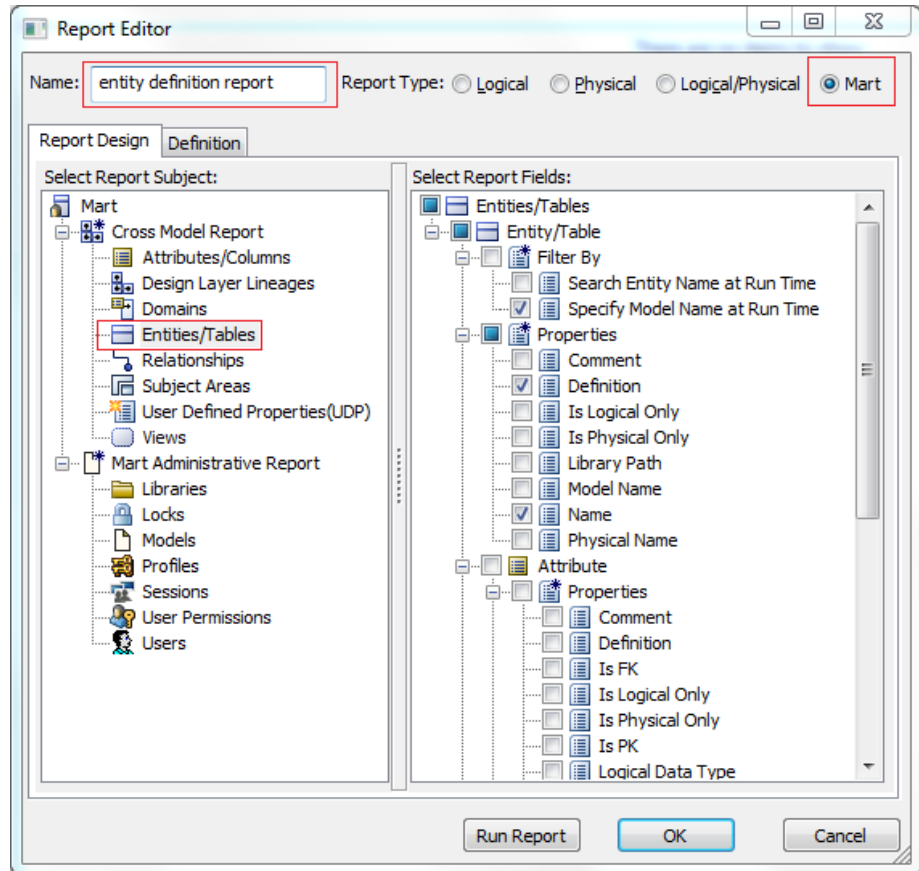 Report Editor
Name: entity definition report Report Type: Logical Physical Logical/Physical Mart
Report Design Definition
Select Report Subject:
Mart
Cross Model Report
Attributes/Columns
Design Layer Lineages
Domains
Entities/Tables
Relationships
Subject Areas
User Defined Properties(UDP)
Views
Mart Administrative Report
Libraries
Locks
Models
Profiles
Sessions
User Permissions
Users
Select Report Fields:
Entities/Tables
Entity/Table
Filter By
Search Entity Name at Run Time
Specify Model Name at Run Time
Properties
Comment
Definition
Is Logical Only
Is Physical Only
Library Path
Model Name
Name
Physical Name
Attribute
Properties
Comment
Definition
Is FK
Is Logical Only
Is Physical Only
Is PK
Logical Data Type
Run Report OK Cancel